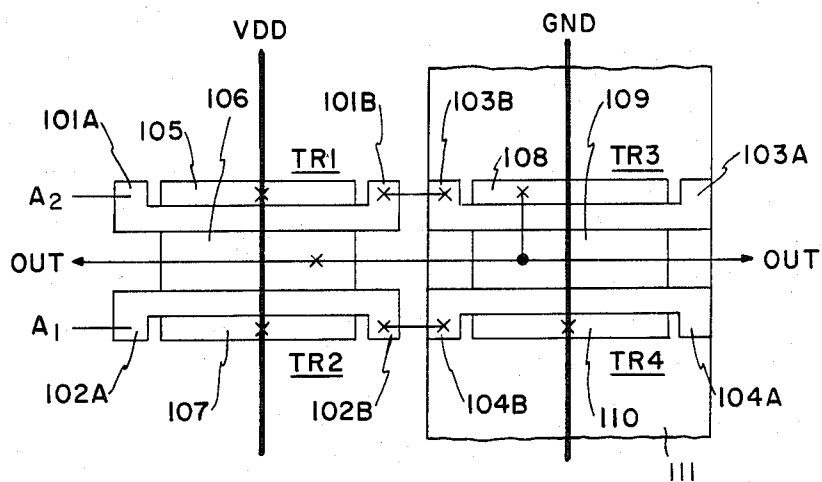 VDD GND
106 101B 103B 109
101A 105 TR1 108 TR3 103A
A2
OUT OUT
A1
102A 107 TR2 102B 104B TR4 110 104A
111